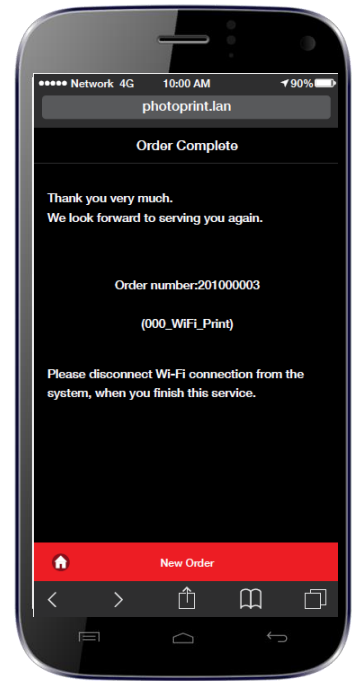 ●●●●● Network 4G 10:00 AM 90%
photoprint.lan
Order Complete
Thank you very much.
We look forward to serving you again.
Order number:201000003
(000_WiFi_Print)
Please disconnect Wi-Fi connection from the
system, when you finish this service.
New Order